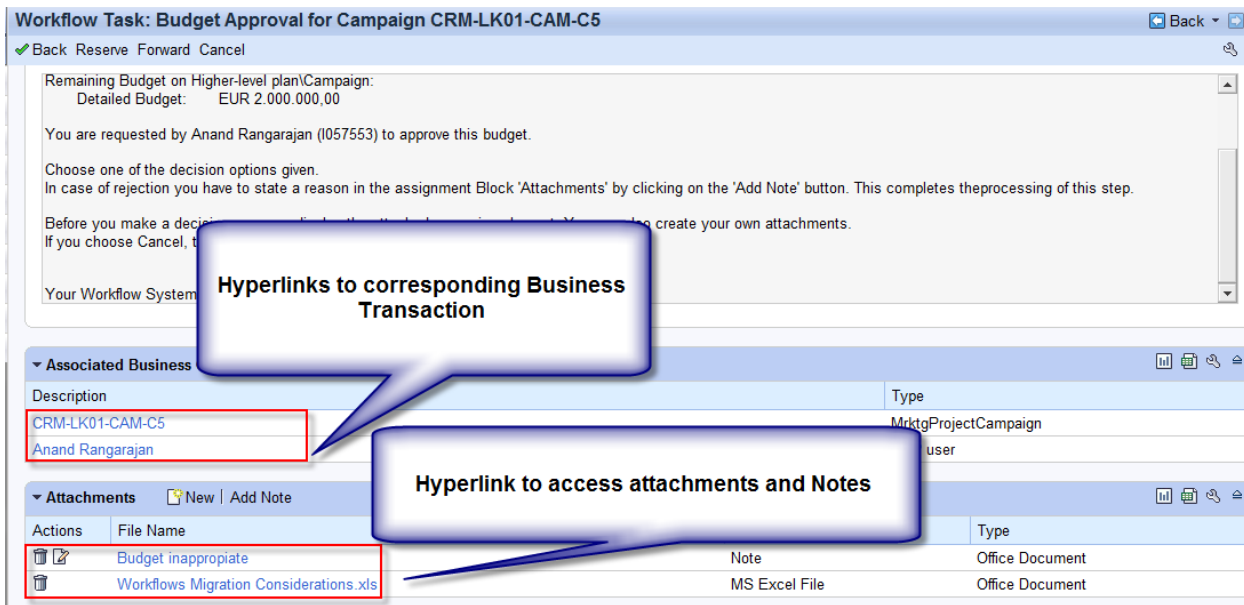 Workflow Task: Budget Approval for Campaign CRM-LK01-CAM-C5
Back
Back Reserve Forward Cancel
Remaining Budget on Higher-level plan\Campaign:
Detailed Budget: EUR 2.000.000,00
You are requested by Anand Rangarajan (I057553) to approve this budget.
Choose one of the decision options given.
In case of rejection you have to state a reason in the assignment Block 'Attachments' by clicking on the 'Add Note' button. This completes theprocessing of this step.
Before you make a create your own attachments.
If you choose Cancel,
Your Workflow System
Hyperlinks to corresponding Business
Transaction
Associated Business
Description Type
CRM-LK01-CAM-C5 MrktgProjectCampaign
Anand Rangarajan user
Hyperlink to access attachments and Notes
Attachments New | Add Note
Actions File Name Type
Budget inappropiate Note Office Document
Workflows Migration Considerations.xls MS Excel File Office Document